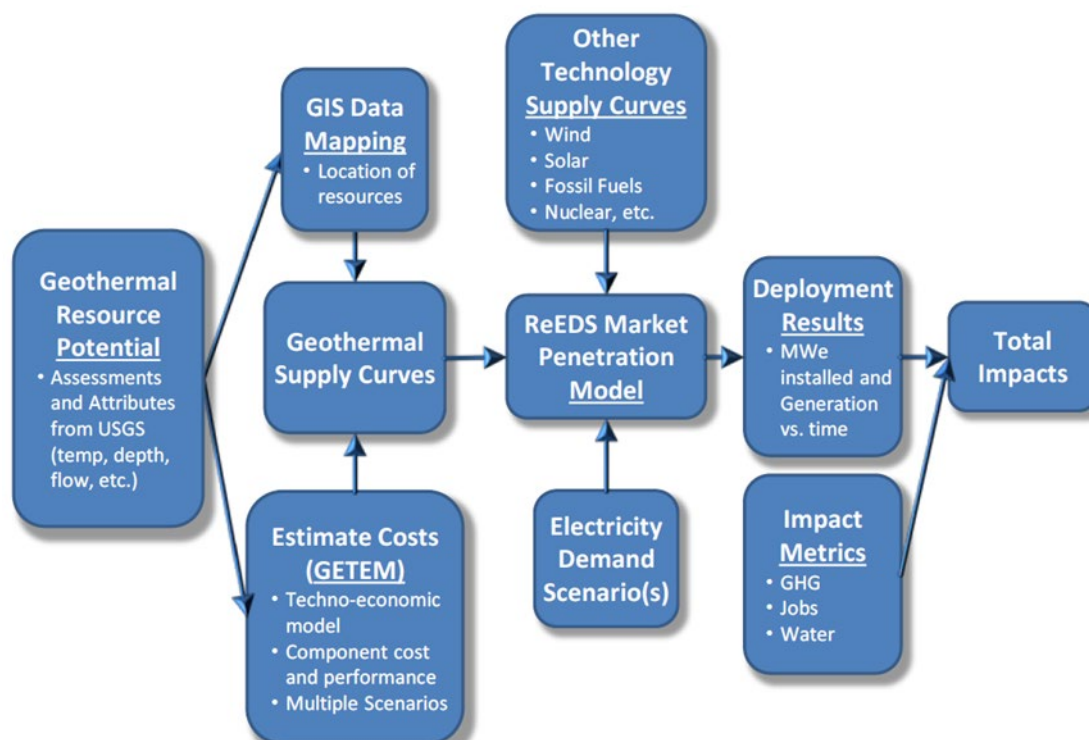 Geothermal
Resource
Potential
• Assessments
and Attributes
from USGS
(temp, depth,
flow, etc.)
GIS Data
Mapping
• Location of
resources
Geothermal
Supply Curves
Estimate Costs
(GETEM)
• Techno-economic
model
• Component cost
and performance
• Multiple Scenarios
Other
Technology
Supply Curves
• Wind
• Solar
• Fossil Fuels
• Nuclear, etc.
ReEDS Market
Penetration
Model
Electricity
Demand
Scenario(s)
Deployment
Results
• MWe
installed and
Generation
vs. time
Impact
Metrics
• GHG
• Jobs
• Water
Total
Impacts